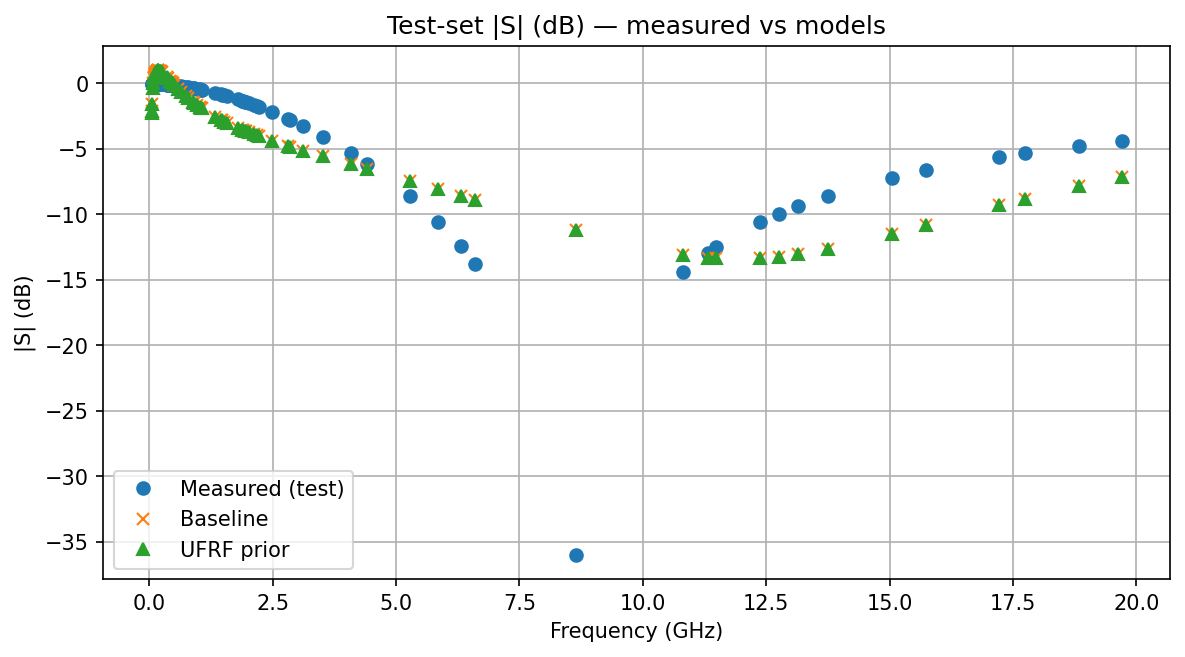 Test-set |S| (dB) — measured vs models
0
−5
−10
−15
−20
−25
−30
−35
|S| (dB)
Measured (test)
Baseline
UFRF prior
0.0 2.5 5.0 7.5 10.0 12.5 15.0 17.5 20.0
Frequency (GHz)